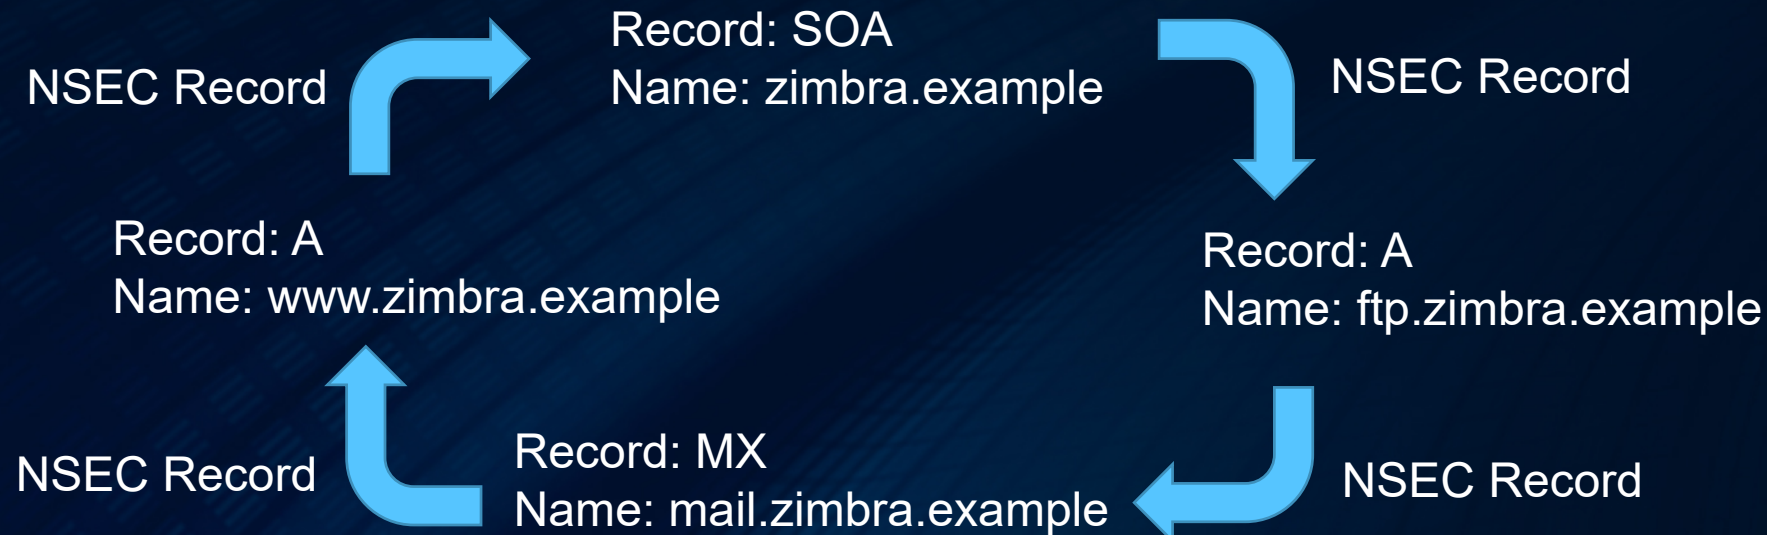 NSEC Record
Record: SOA
Name: zimbra.example
NSEC Record
Record: A
Name: www.zimbra.example
Record: A
Name: ftp.zimbra.example
NSEC Record
Record: MX
Name: mail.zimbra.example
NSEC Record